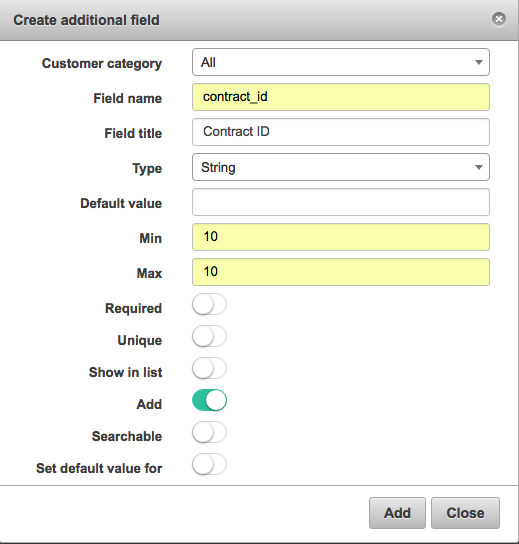 Create additional field
Customer category All
Field name contract_id
Field title Contract ID
Type String
Default value
Min 10
Max 10
Required
Unique
Show in list
Add
Searchable
Set default value for
Add Close